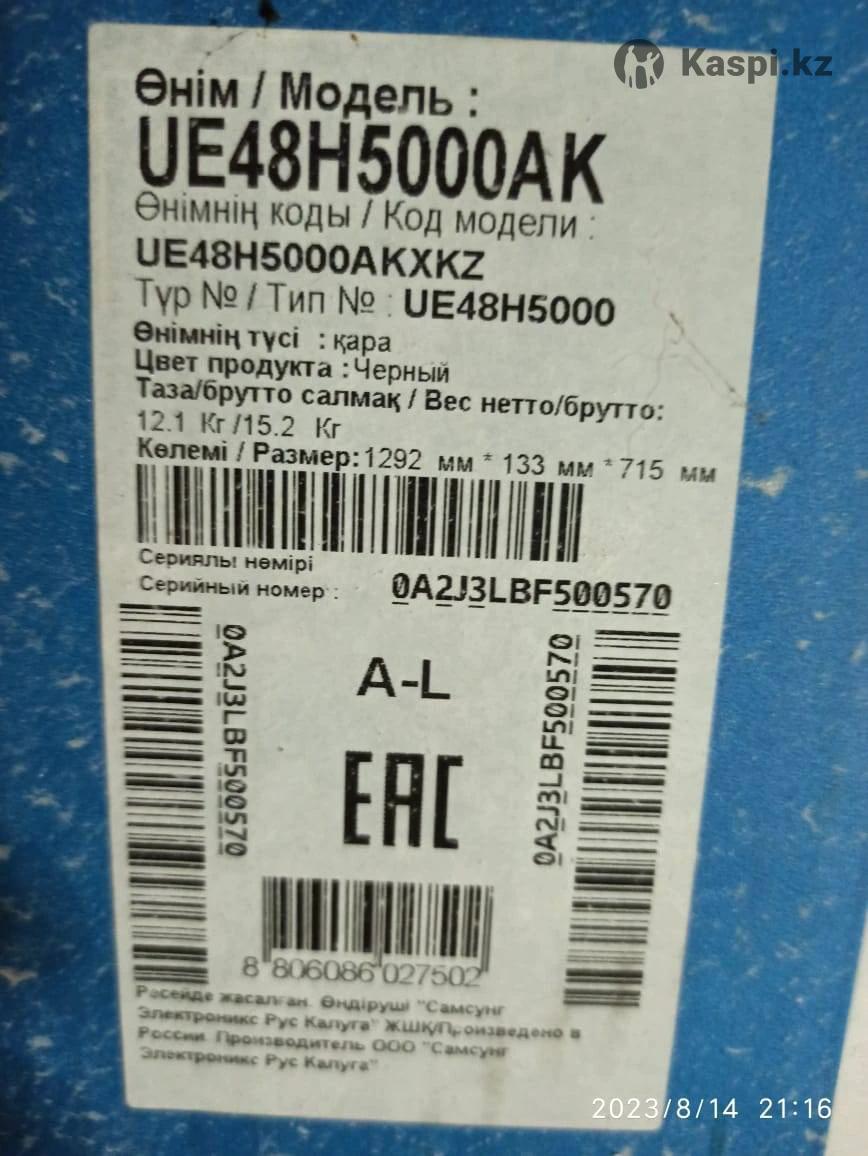 Kaspi.kz
Өнім / Модель :
UE48H5000AK
Өнімнің коды / Код модели :
UE48H5000AKXKZ
Түр № / Тип № : UE48H5000
Өнімнің түсі : қара
Цвет продукта : Черный
Таза/брутто салмақ / Вес нетто/брутто:
12.1 Кг /15.2 Кг
Көлемі / Размер: 1292 мм * 133 мм * 715 мм
Сериялы нөмірі
Серийный номер : 0A2J3LBF500570
0A2J3LBF500570
A-L
0A2J3LBF500570
EAC
8 806086 027502
Ресейде жасалған. Өндіруші "Самсунг
Электроникс Рус Калуга" ЖШҚ/Произведено в
России. Производитель ООО "Самсунг
Электроникс Рус Калуга"
2023/8/14 21:16